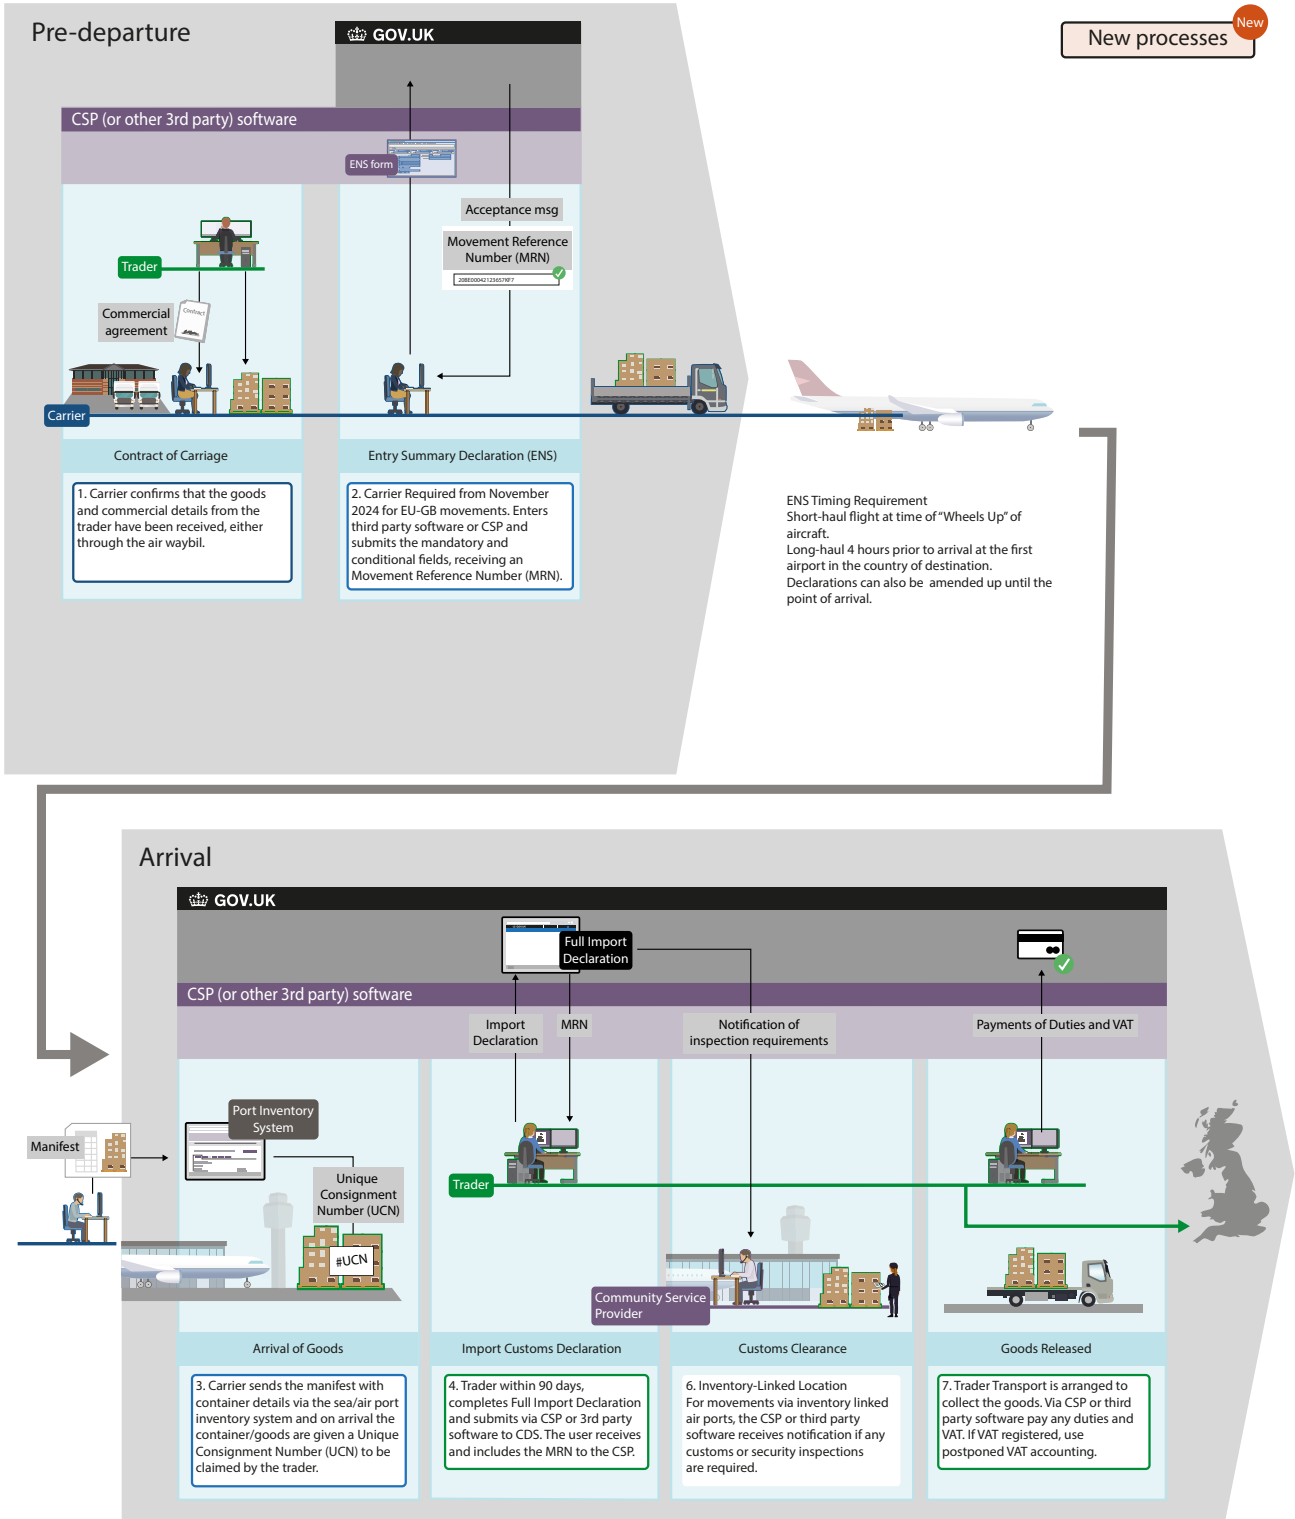 Pre-departure
GOV.UK
New
New processes
CSP (or other 3rd party) software
ENS form
Acceptance msg
Movement Reference
Number (MRN)
20BE00042123657KF7
Trader
Contract
Commercial
agreement
Carrier
Contract of Carriage
Entry Summary Declaration (ENS)
1. Carrier confirms that the goods
and commercial details from the
trader have been received, either
through the air waybil.
2. Carrier Required from November
2024 for EU-GB movements. Enters
third party software or CSP and
submits the mandatory and
conditional fields, receiving an
Movement Reference Number (MRN).
ENS Timing Requirement
Short-haul flight at time of “Wheels Up” of
aircraft.
Long-haul 4 hours prior to arrival at the first
airport in the country of destination.
Declarations can also be amended up until the
point of arrival.
Arrival
GOV.UK
Full Import
Declaration
CSP (or other 3rd party) software
Import
Declaration
MRN
Notification of
inspection requirements
Payments of Duties and VAT
Port Inventory
System
Manifest
Unique
Consignment
Number (UCN)
Trader
#UCN
Community Service
Provider
Arrival of Goods
Import Customs Declaration
Customs Clearance
Goods Released
3. Carrier sends the manifest with
container details via the sea/air port
inventory system and on arrival the
container/goods are given a Unique
Consignment Number (UCN) to be
claimed by the trader.
4. Trader within 90 days,
completes Full Import Declaration
and submits via CSP or 3rd party
software to CDS. The user receives
and includes the MRN to the CSP.
6. Inventory-Linked Location
For movements via inventory linked
air ports, the CSP or third party
software receives notification if any
customs or security inspections
are required.
7. Trader Transport is arranged to
collect the goods. Via CSP or third
party software pay any duties and
VAT. If VAT registered, use
postponed VAT accounting.